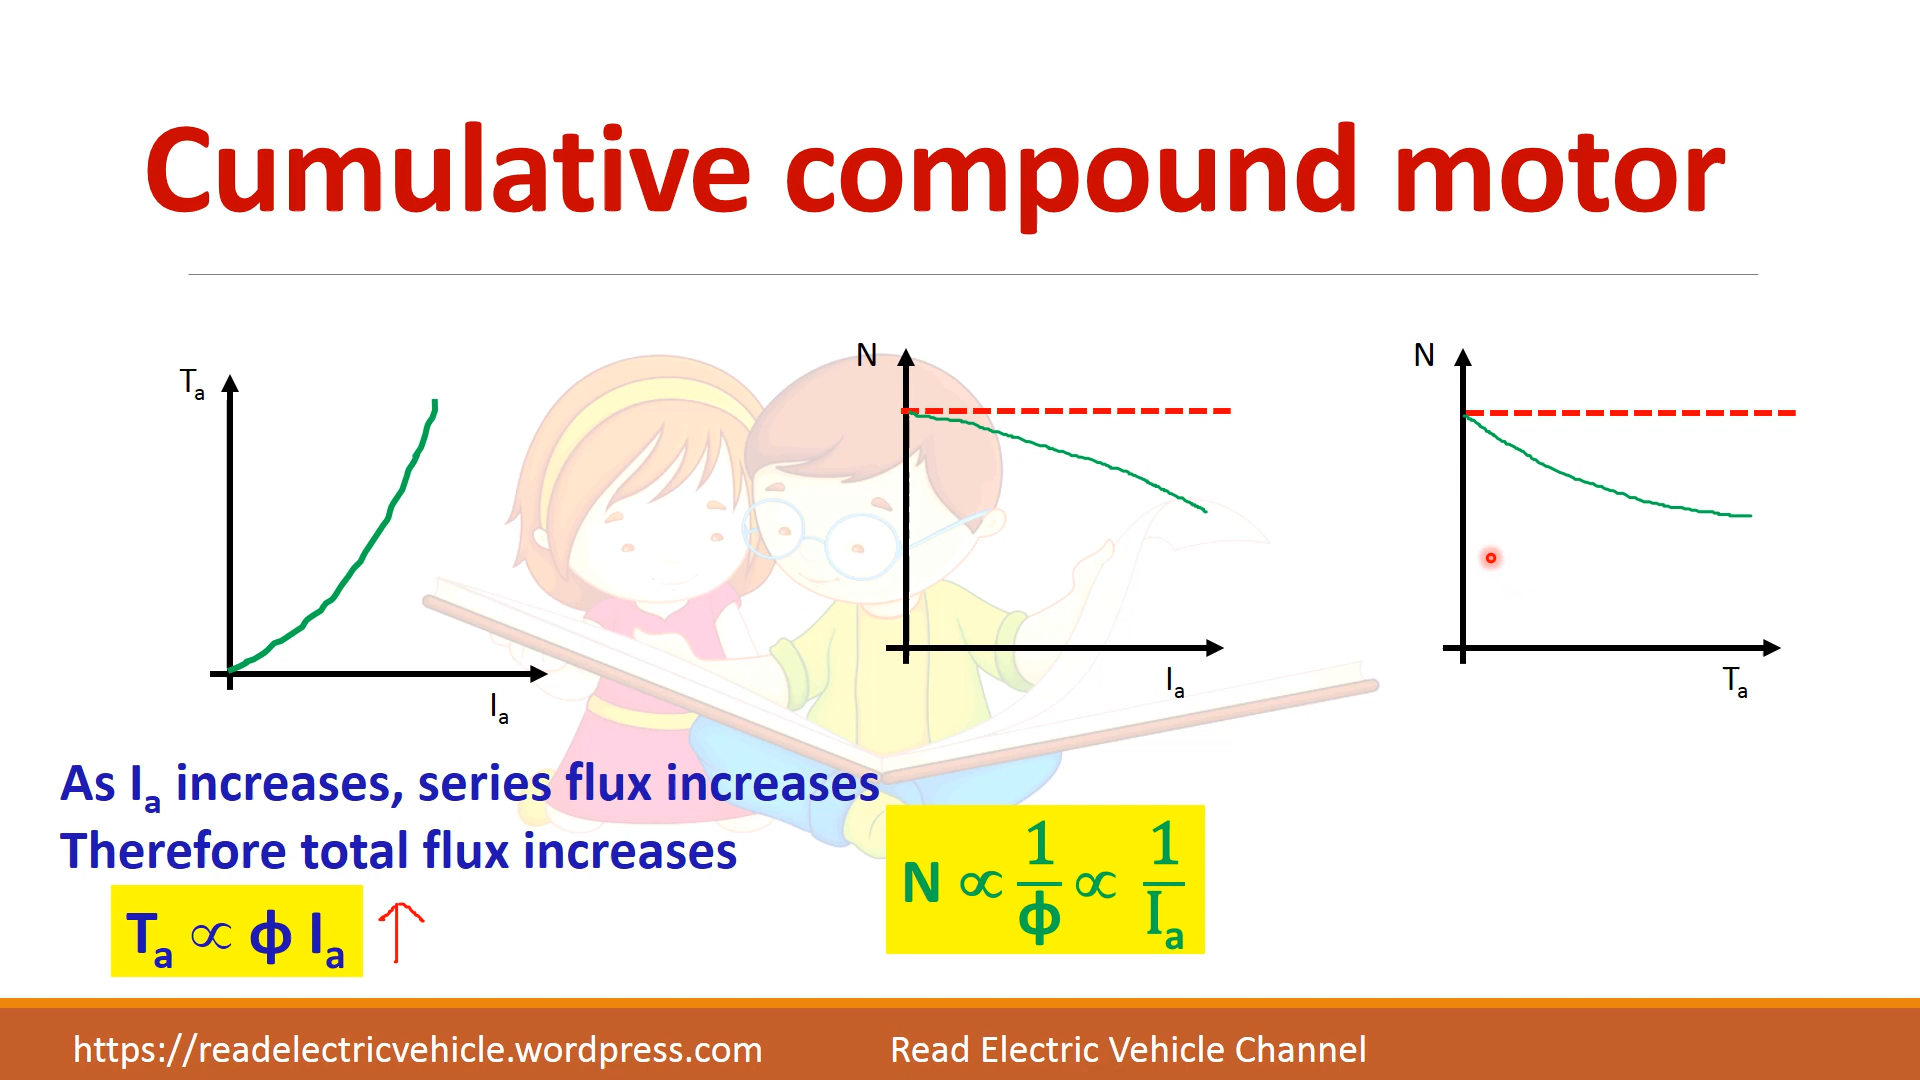 Cumulative compound motor
Tₐ
Iₐ
N
Iₐ
N
Tₐ
As Iₐ increases, series flux increases
Therefore total flux increases
Tₐ ∝ ϕ Iₐ ↑
N ∝ 1/ϕ ∝ 1/Iₐ
https://readelectricvehicle.wordpress.com
Read Electric Vehicle Channel